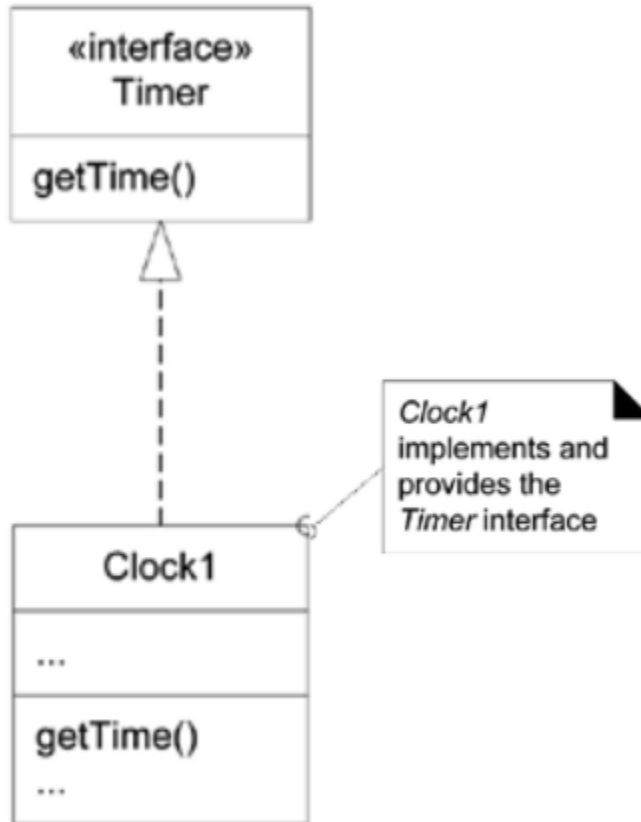 «interface»
Timer
getTime()
Clock1
implements and
provides the
Timer interface
Clock1
...
getTime()
...